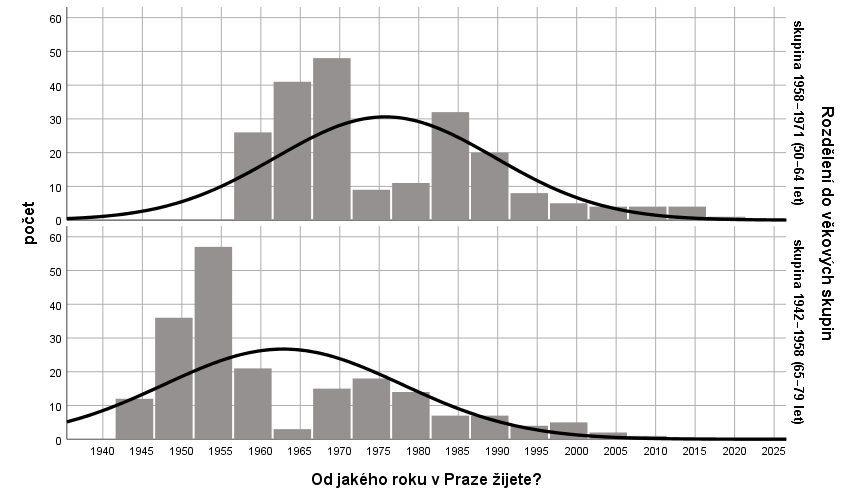 60
50
40
30
20
10
0
skupina 1958–1971 (50–64 let)
60
50
40
30
20
10
0
skupina 1942–1958 (65–79 let)
Rozdělení do věkových skupin
počet
1940 1945 1950 1955 1960 1965 1970 1975 1980 1985 1990 1995 2000 2005 2010 2015 2020 2025
Od jakého roku v Praze žijete?